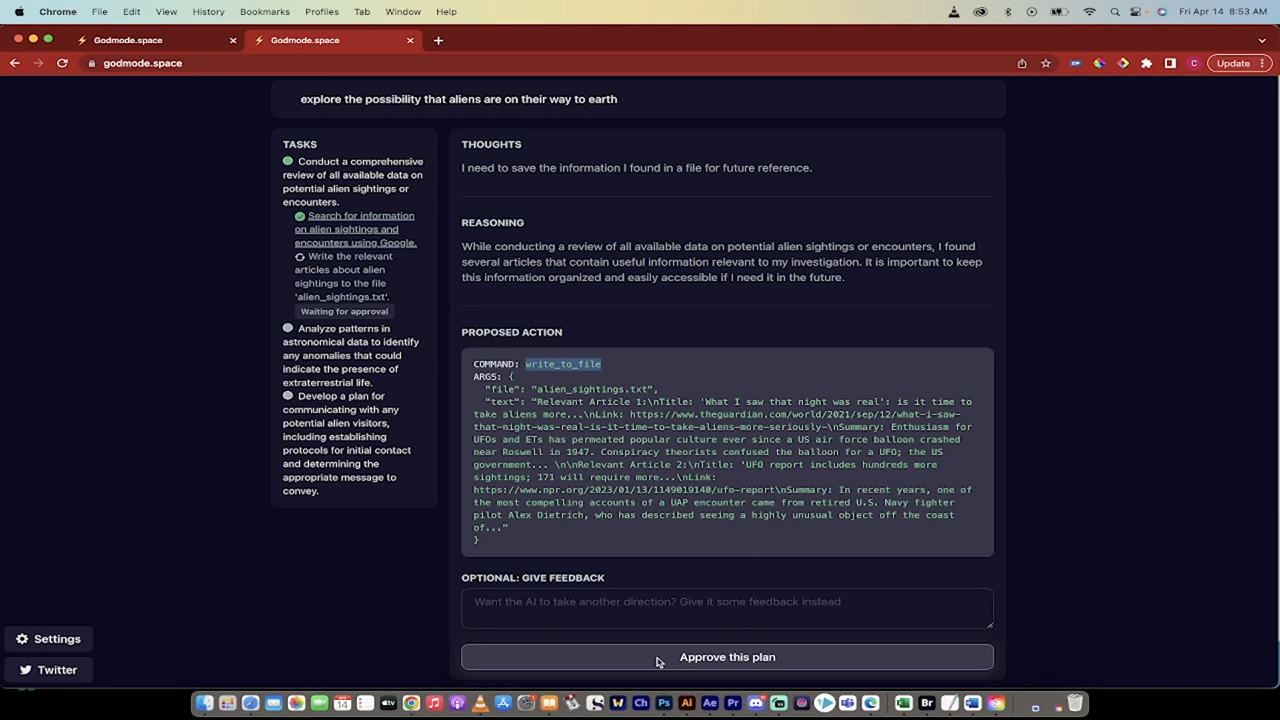 Chrome File Edit View History Bookmarks Profiles Tab Window Help
Fri Apr 14 8:53 AM
Godmode.space
Godmode.space
godmode.space
Update
explore the possibility that aliens are on their way to earth
TASKS
Conduct a comprehensive
review of all available data on
potential alien sightings or
encounters.
Search for information
on alien sightings and
encounters using Google.
Write the relevant
articles about alien
sightings to the file
'alien_sightings.txt'.
Waiting for approval
Analyze patterns in
astronomical data to identify
any anomalies that could
indicate the presence of
extraterrestrial life.
Develop a plan for
communicating with any
potential alien visitors,
including establishing
protocols for initial contact
and determining the
appropriate message to
convey.
THOUGHTS
I need to save the information I found in a file for future reference.
REASONING
While conducting a review of all available data on potential alien sightings or encounters, I found
several articles that contain useful information relevant to my investigation. It is important to keep
this information organized and easily accessible if I need it in the future.
PROPOSED ACTION
COMMAND: write_to_file
ARGS: {
"file": "alien_sightings.txt",
"text": "Relevant Article 1:\nTitle: 'What I saw that night was real': is it time to
take aliens more...\nLink: https://www.theguardian.com/world/2021/sep/12/what-i-saw-
that-night-was-real-is-it-time-to-take-aliens-more-seriously-\nSummary: Enthusiasm for
UFOs and ETs has permeated popular culture ever since a US air force balloon crashed
near Roswell in 1947. Conspiracy theorists confused the balloon for a UFO; the US
government... \n\nRelevant Article 2:\nTitle: 'UFO report includes hundreds more
sightings; 171 will require more...\nLink:
https://www.npr.org/2023/01/13/1149019140/ufo-report\nSummary: In recent years, one of
the most compelling accounts of a UAP encounter came from retired U.S. Navy fighter
pilot Alex Dietrich, who has described seeing a highly unusual object off the coast
of..."
}
OPTIONAL: GIVE FEEDBACK
Want the AI to take another direction? Give it some feedback instead
Approve this plan
Settings
Twitter